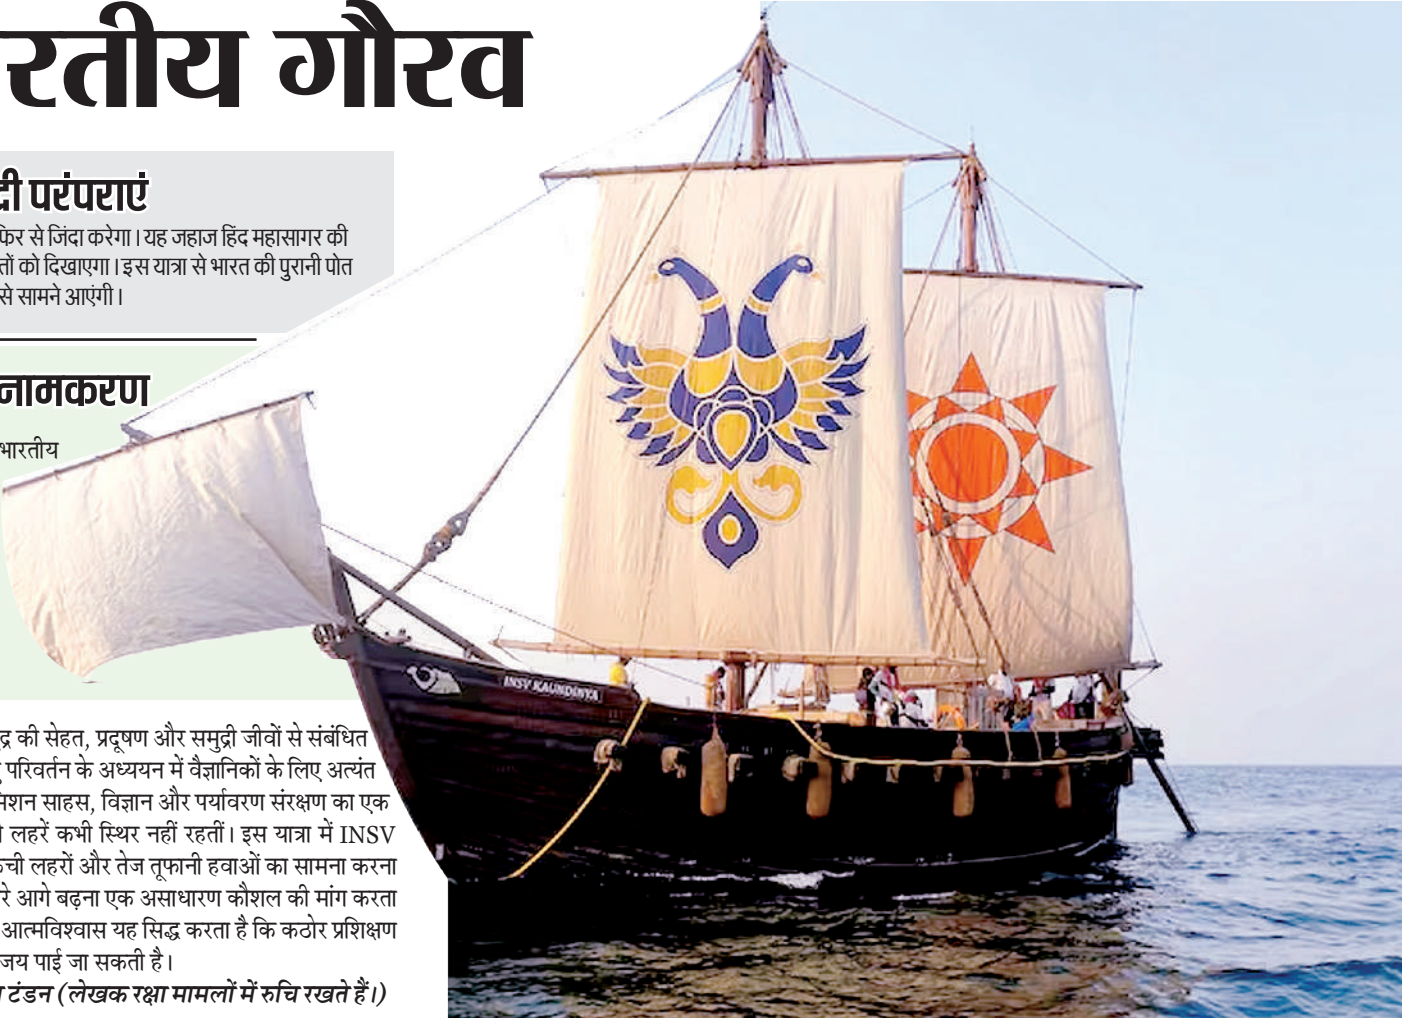 रतीय गौरव
परंपराएं
फिर से जिंदा करेगा। यह जहाज हिंद महासागर की
को दिखाएगा। इस यात्रा से भारत की पुरानी पोत
से सामने आएंगी।
नामकरण
भारतीय
INSV KAUNDINYA
की सेहत, प्रदूषण और समुद्री जीवों से संबंधित
परिवर्तन के अध्ययन में वैज्ञानिकों के लिए अत्यंत
साहस, विज्ञान और पर्यावरण संरक्षण का एक
लहरें कभी स्थिर नहीं रहतीं। इस यात्रा में INSV
लहरों और तेज तूफानी हवाओं का सामना करना
आगे बढ़ना एक असाधारण कौशल की मांग करता
आत्मविश्वास यह सिद्ध करता है कि कठोर प्रशिक्षण
जय पाई जा सकती है।
टंडन (लेखक रक्षा मामलों में रुचि रखते हैं।)